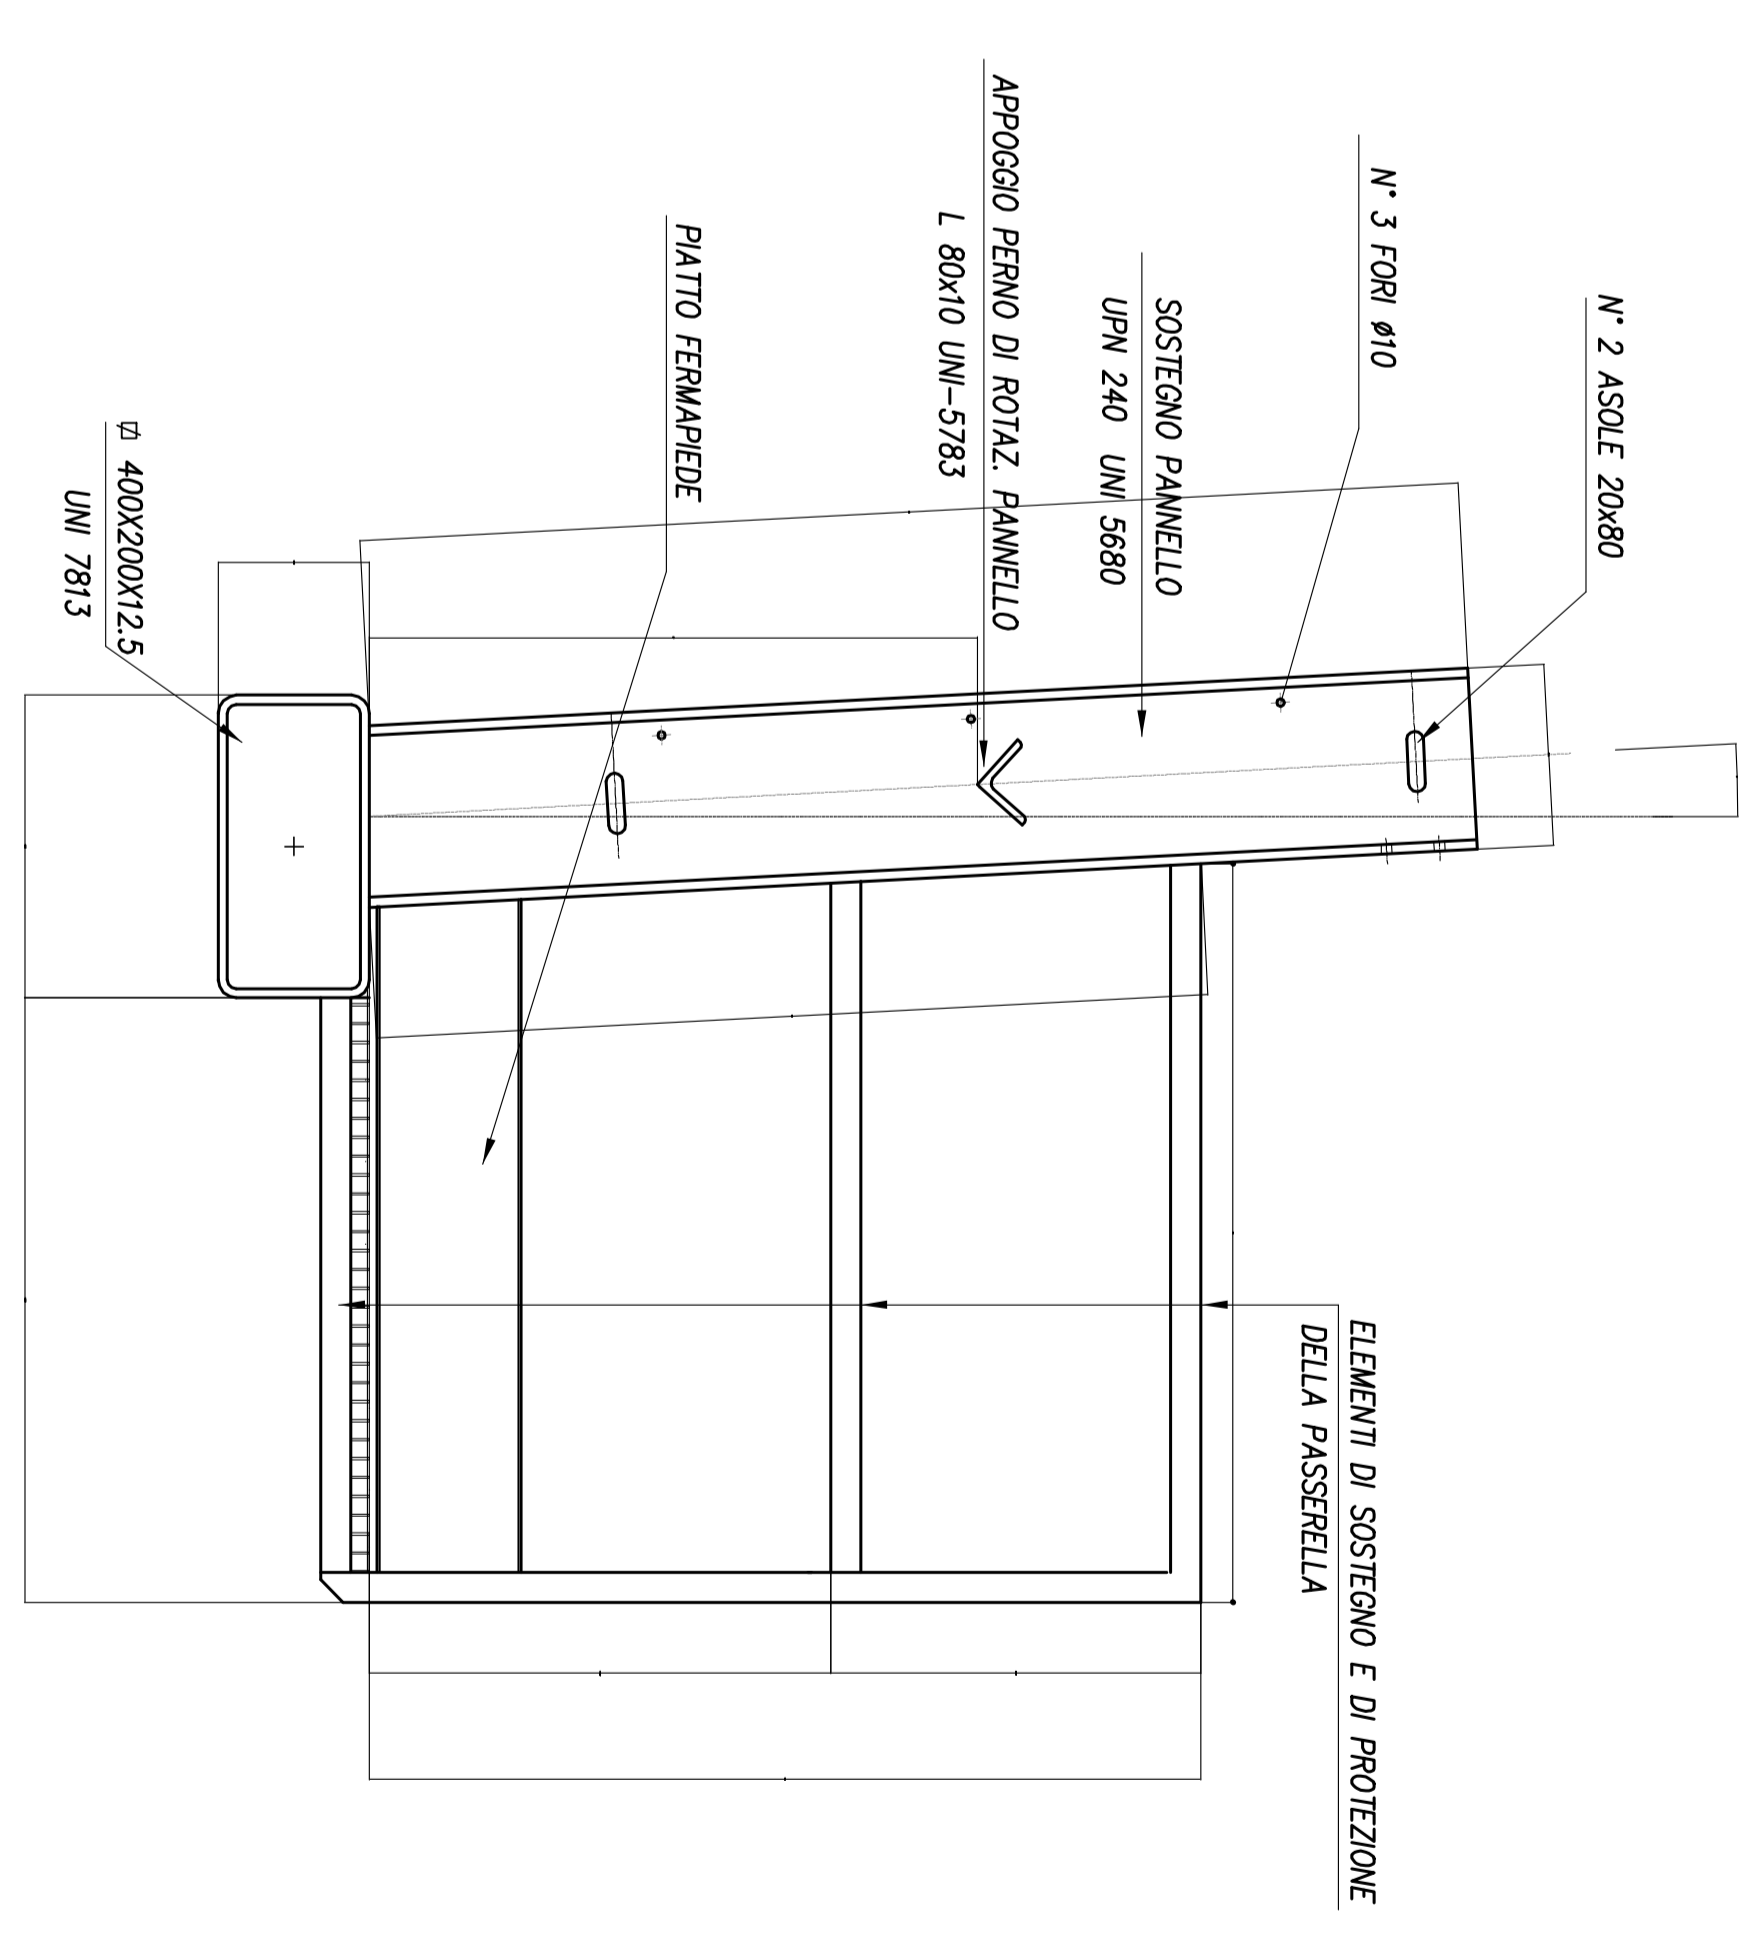 N° 2 ASOLE 20x80
N° 3 FORI ø10
SOSTEGNO PANNELLO
UPN 240 UNI 5680
APPOGGIO PERNO DI ROTAZ. PANNELLO
L 80x10 UNI-5783
PIATTO FERMAPIEDE
400X200X12.5
UNI 7813
ELEMENTI DI SOSTEGNO E DI PROTEZIONE
DELLA PASSERELLA